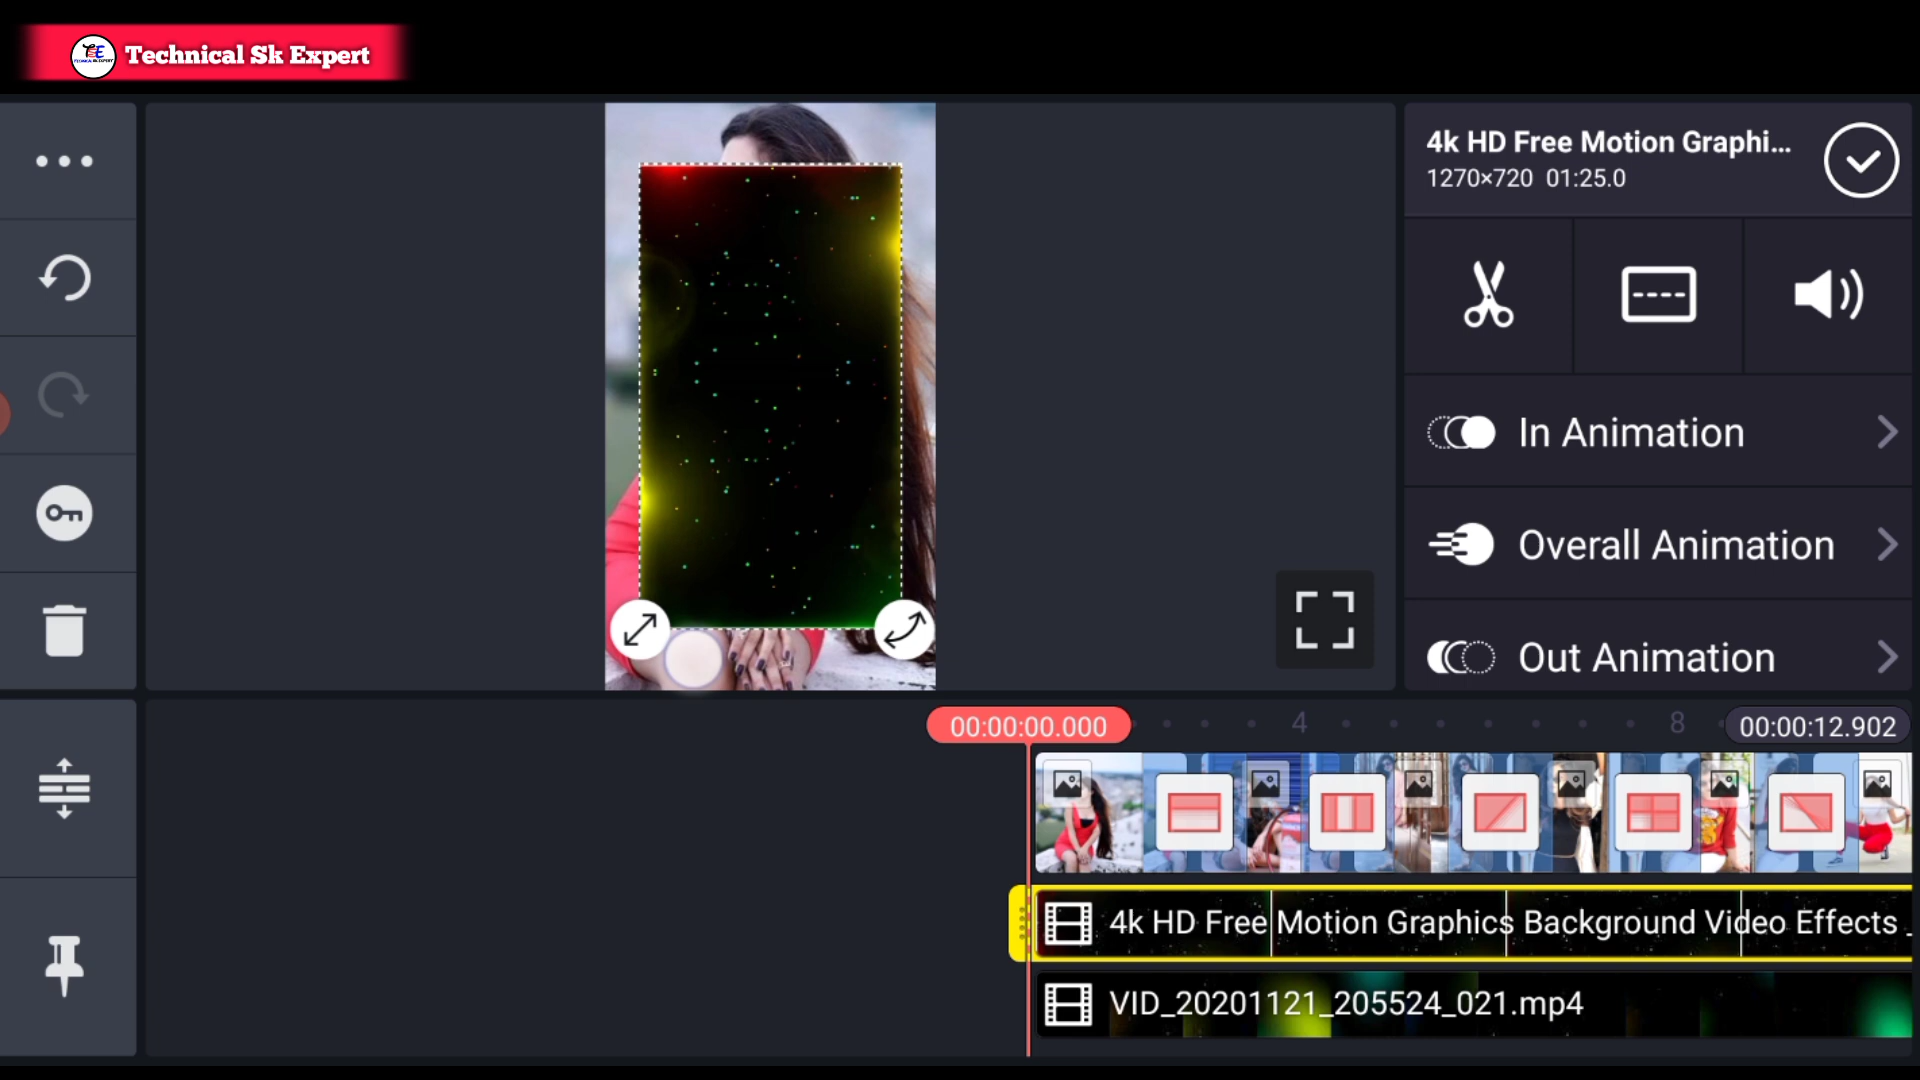 Technical Sk Expert
4k HD Free Motion Graphi...
1270×720 01:25.0
In Animation
Overall Animation
Out Animation
00:00:00.000
4
8
00:00:12.902
4k HD Free Motion Graphics Background Video Effects _
VID_20201121_205524_021.mp4